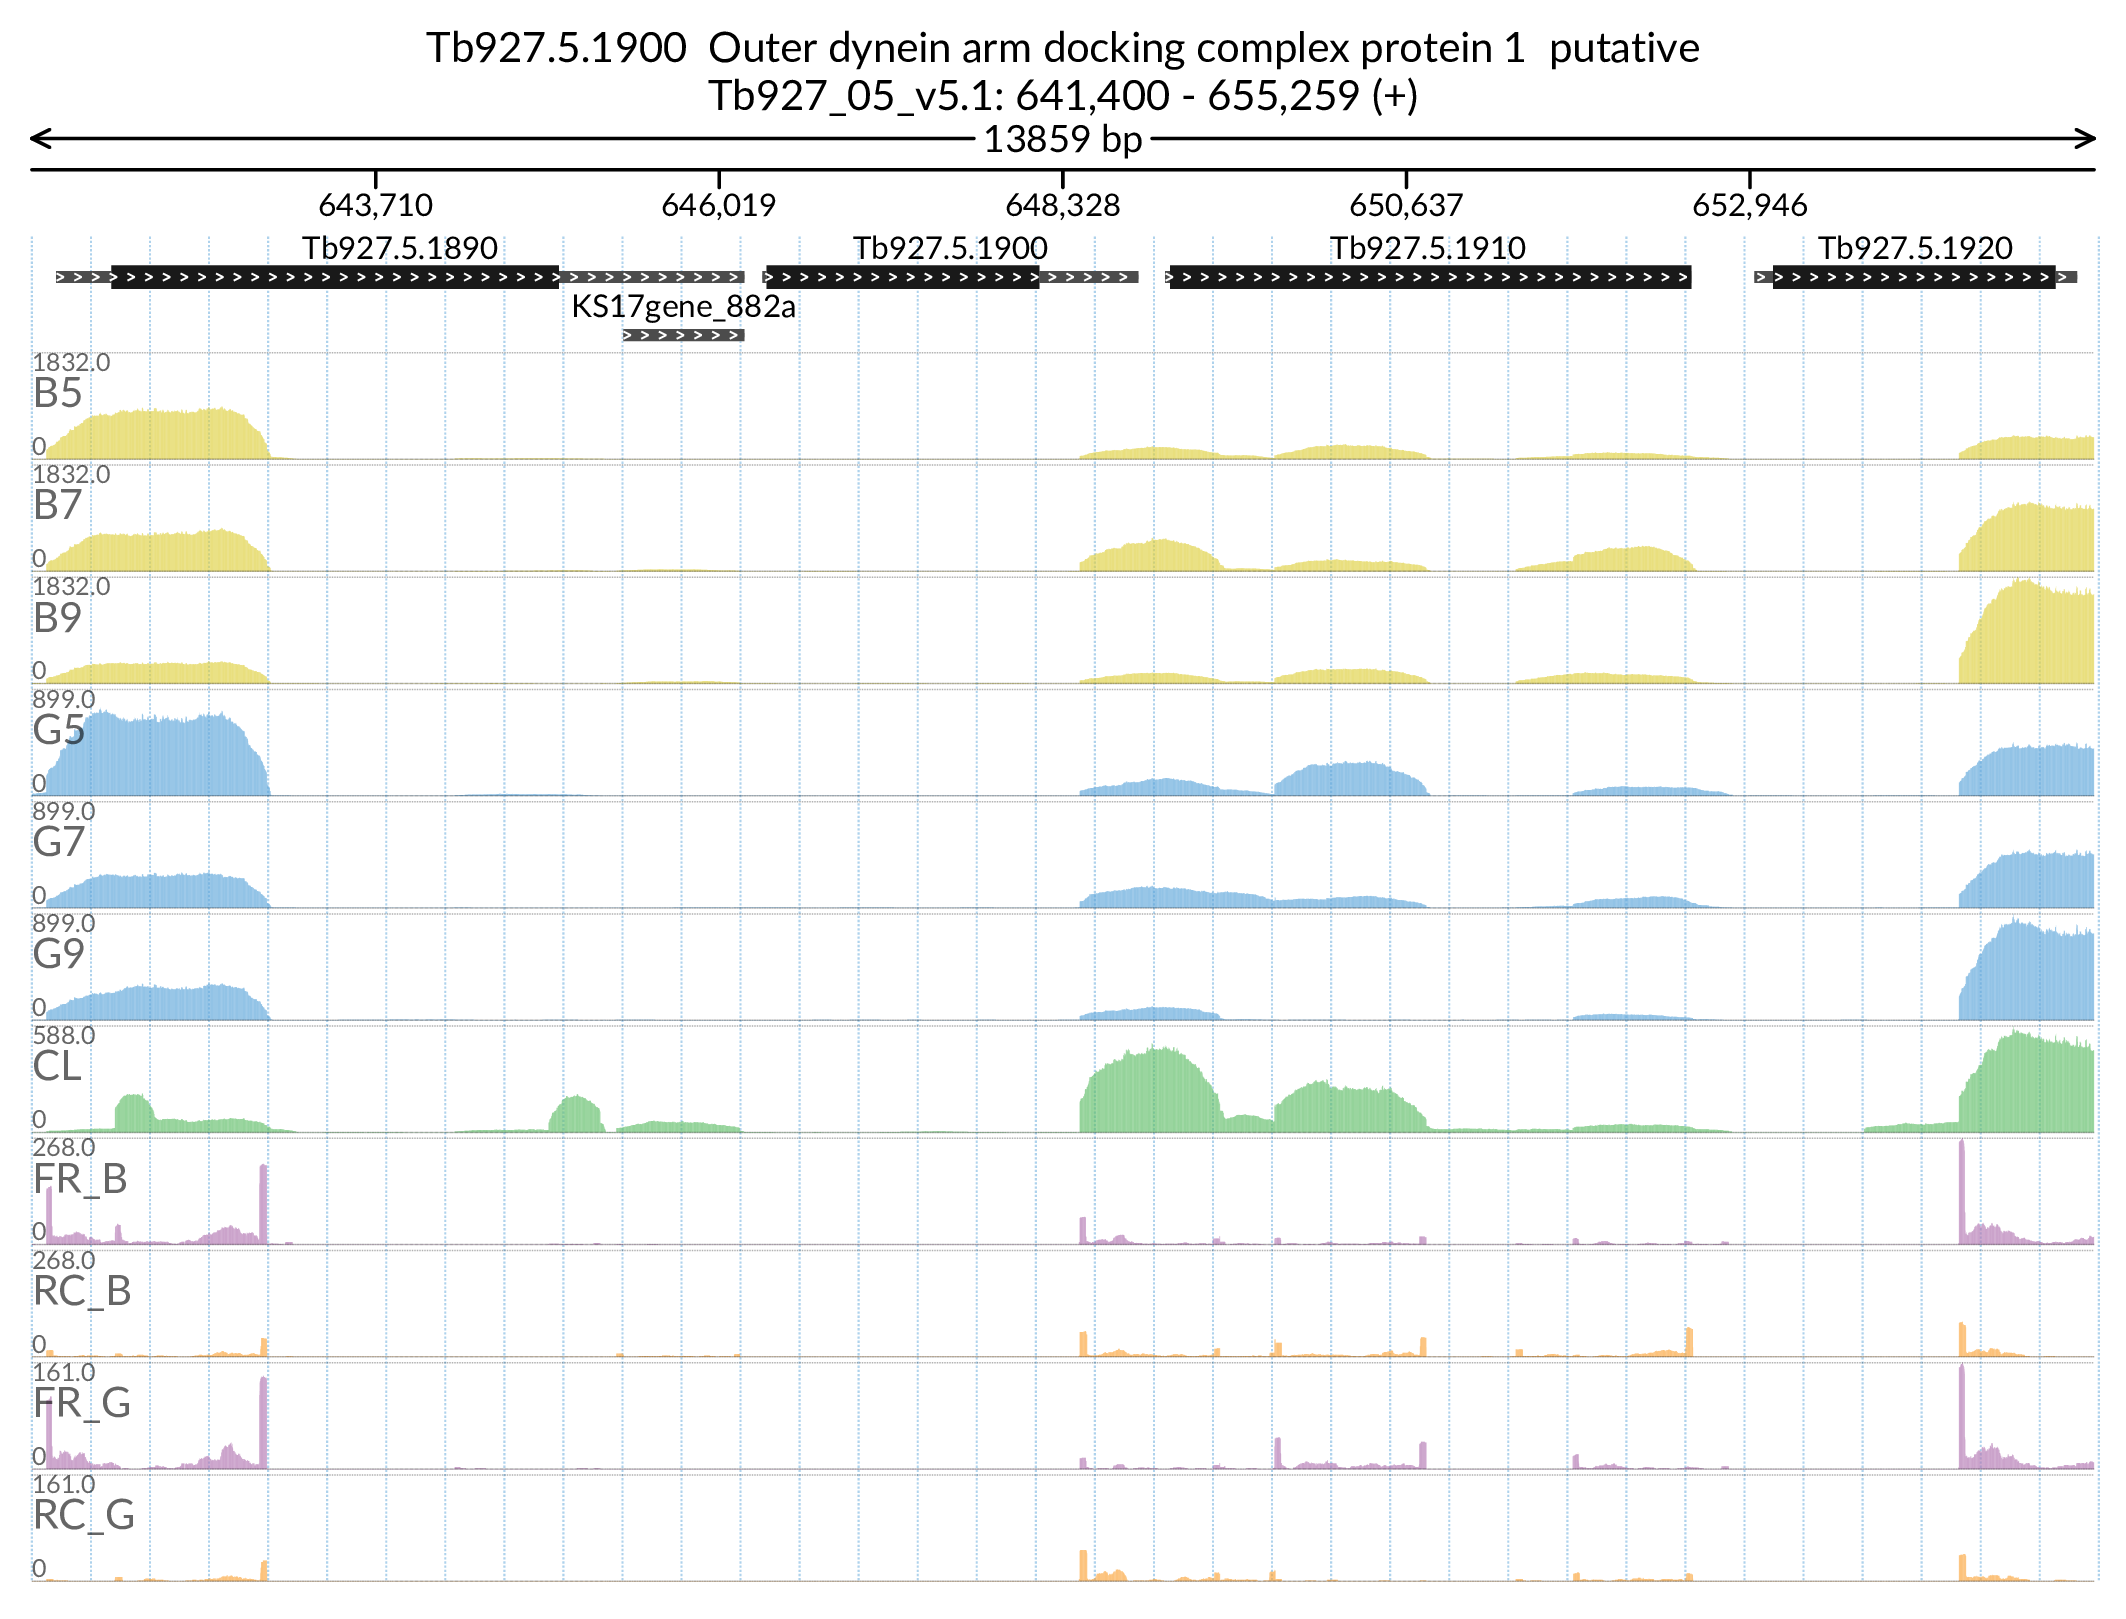 Tb927.5.1900  Outer dynein arm docking complex protein 1  putative
Tb927_05_v5.1: 641,400 - 655,259 (+)
13859 bp
643,710 646,019 648,328 650,637 652,946
Tb927.5.1890 Tb927.5.1900 Tb927.5.1910 Tb927.5.1920
KS17gene_882a
1832.0
B5
0
1832.0
B7
0
1832.0
B9
0
899.0
G5
0
899.0
G7
0
899.0
G9
0
588.0
CL
0
268.0
FR_B
0
268.0
RC_B
0
161.0
FR_G
0
161.0
RC_G
0